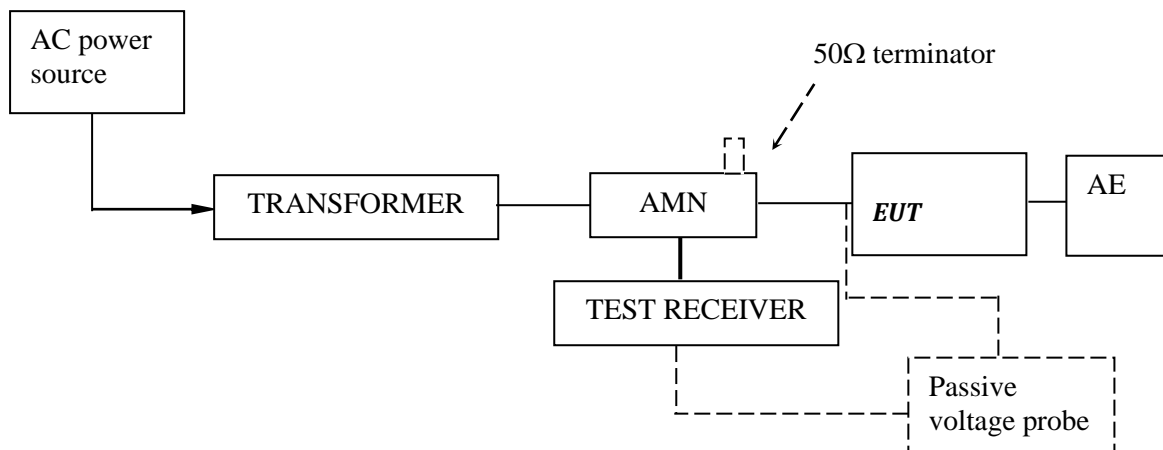 AC power
source
50Ω terminator
TRANSFORMER
AMN
EUT
AE
TEST RECEIVER
Passive
voltage probe